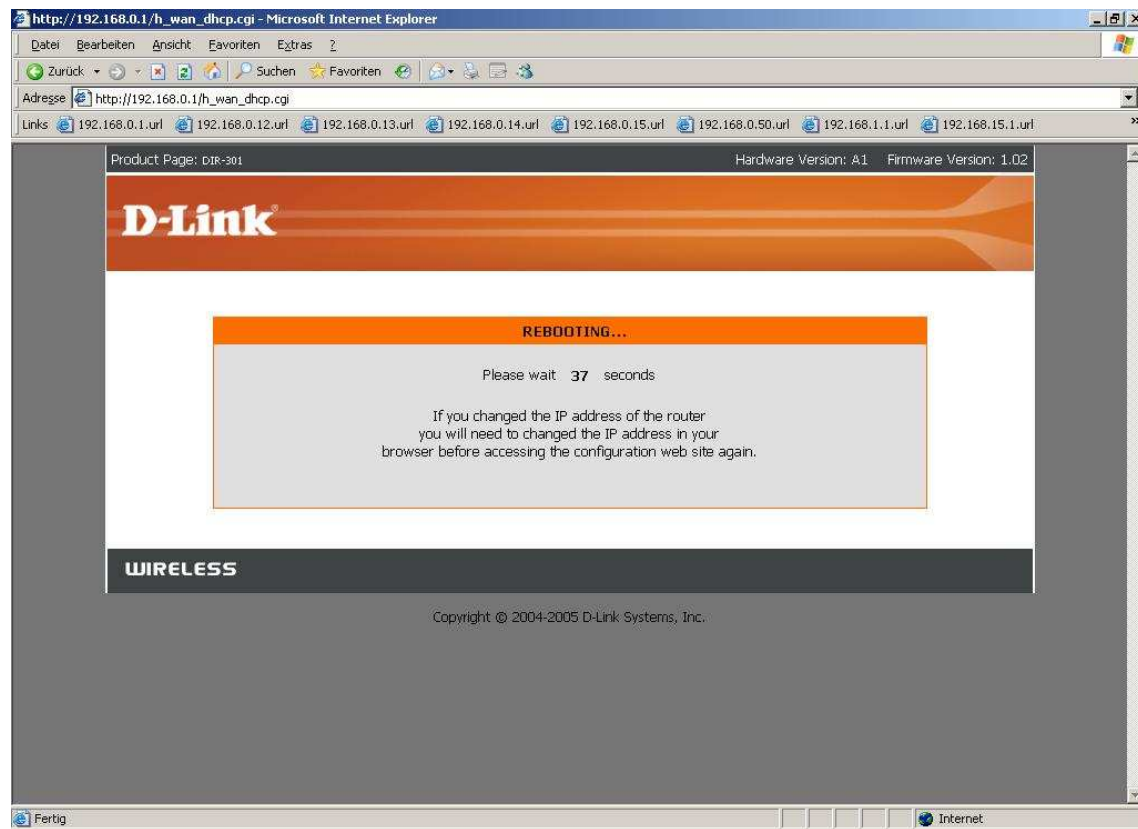 http://192.168.0.1/h_wan_dhcp.cgi - Microsoft Internet Explorer
Datei Bearbeiten Ansicht Favoriten Extras ?
Zurück Suchen Favoriten
Adresse http://192.168.0.1/h_wan_dhcp.cgi
Links 192.168.0.1.url 192.168.0.12.url 192.168.0.13.url 192.168.0.14.url 192.168.0.15.url 192.168.0.50.url 192.168.1.1.url 192.168.15.1.url »
Product Page: DIR-301 Hardware Version: A1 Firmware Version: 1.02
D-Link®
REBOOTING...
Please wait 37 seconds
If you changed the IP address of the router
you will need to changed the IP address in your
browser before accessing the configuration web site again.
WIRELESS
Copyright © 2004-2005 D-Link Systems, Inc.
Fertig Internet